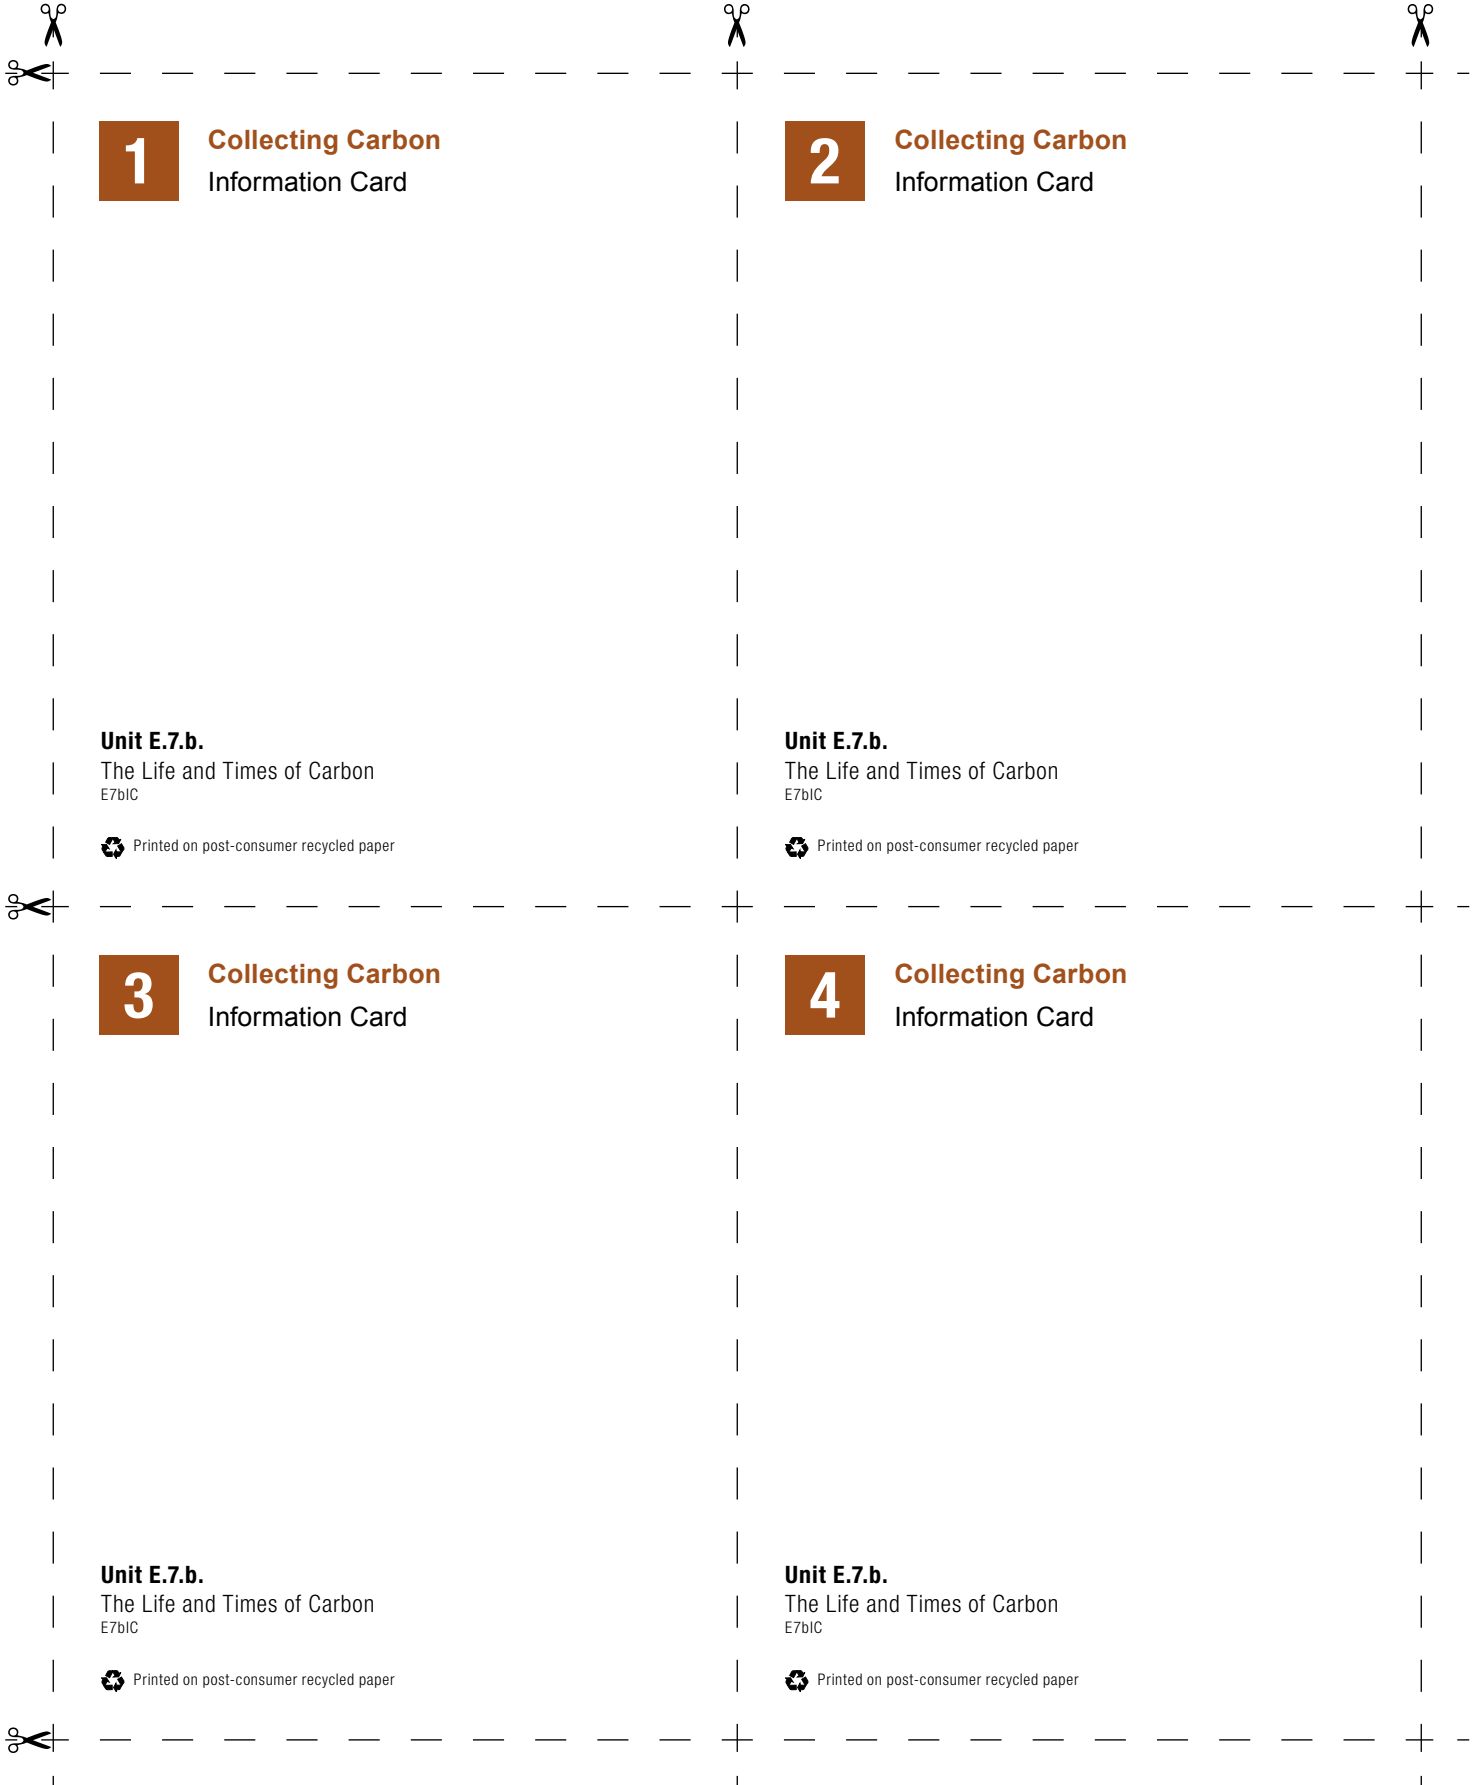 1
Collecting Carbon
Information Card
Unit E.7.b.
The Life and Times of Carbon
E7bIC
Printed on post-consumer recycled paper
2
Collecting Carbon
Information Card
Unit E.7.b.
The Life and Times of Carbon
E7bIC
Printed on post-consumer recycled paper
3
Collecting Carbon
Information Card
Unit E.7.b.
The Life and Times of Carbon
E7bIC
Printed on post-consumer recycled paper
4
Collecting Carbon
Information Card
Unit E.7.b.
The Life and Times of Carbon
E7bIC
Printed on post-consumer recycled paper